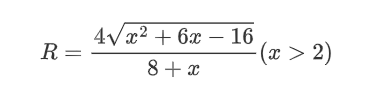 R = \frac{4\sqrt{x^2 + 6x - 16}}{8 + x} (x > 2)